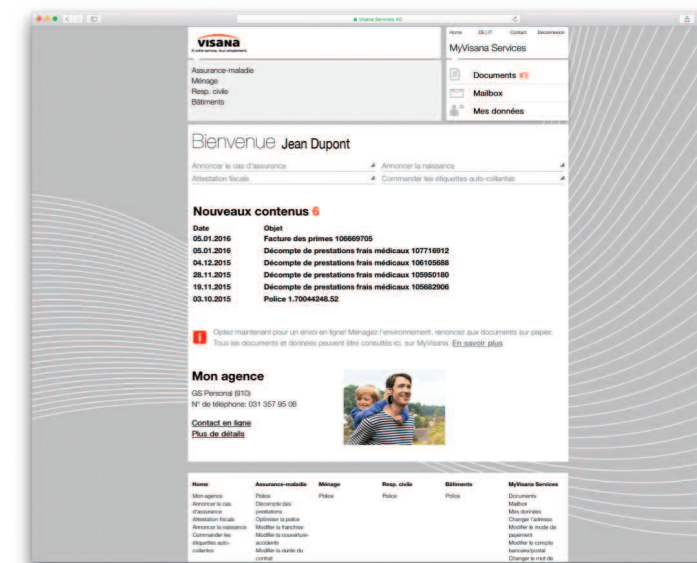 Visana Services AG
visana
Home DE | IT Contact Déconnexion
MyVisana Services
Assurance-maladie
Ménage
Resp. civile
Bâtiments
Documents
Mailbox
Mes données
Bienvenue Jean Dupont
Annoncer le cas d'assurance
Annoncer la naissance
Attestation fiscale
Commander les étiquettes auto-collantes
Nouveaux contenus 6
Date Objet
05.01.2016 Facture des primes 106669705
05.01.2016 Décompte de prestations frais médicaux 107716912
04.12.2015 Décompte de prestations frais médicaux 106105688
28.11.2015 Décompte de prestations frais médicaux 105950180
19.11.2015 Décompte de prestations frais médicaux 105682906
03.10.2015 Police 1.70044248.52
Optez maintenant pour un envoi en ligne! Ménagez l'environnement, renoncez aux documents sur papier.
Tous les documents et données peuvent être consultés ici, sur MyVisana. En savoir plus
Mon agence
GS Personal (910)
N° de téléphone: 031 357 95 06
Contact en ligne
Plus de détails
Home Assurance-maladie Ménage Resp. civile Bâtiments MyVisana Services
Mon agence Police Police Police Police Documents
Annoncer le cas Décompte des Mailbox
d'assurance prestations Mes données
Attestation fiscale Optimiser la police Changer l'adresse
Annoncer la naissance Modifier la franchise Modifier le mode de
Commander les Modifier la couverture- payement
étiquettes auto- accidents Modifier le compte
collantes Modifier la durée du bancaire/postal
contrat Changer le mot de